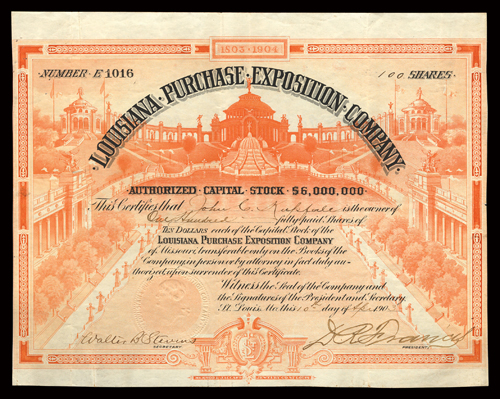 1803-1904
·NUMBER·E 1016
100 SHARES·
·LOUISIANA·PURCHASE·EXPOSITION·COMPANY·
·AUTHORIZED·CAPITAL·STOCK·$6,000,000·
This Certifies that John C. is the owner of
One Hundred fully paid Shares of
TEN DOLLARS each of the Capital Stock of the
LOUISIANA PURCHASE EXPOSITION COMPANY
of Missouri, transferable only on the Books of the
Company, in person or by attorney in fact duly au-
thorized, upon surrender of this Certificate.
Witness the Seal of the Company and
the Signatures of the President and Secretary.
St. Louis, Mo. this 10 day of 190
Walter B. Stevens
SECRETARY
D.R. Francis
PRESIDENT